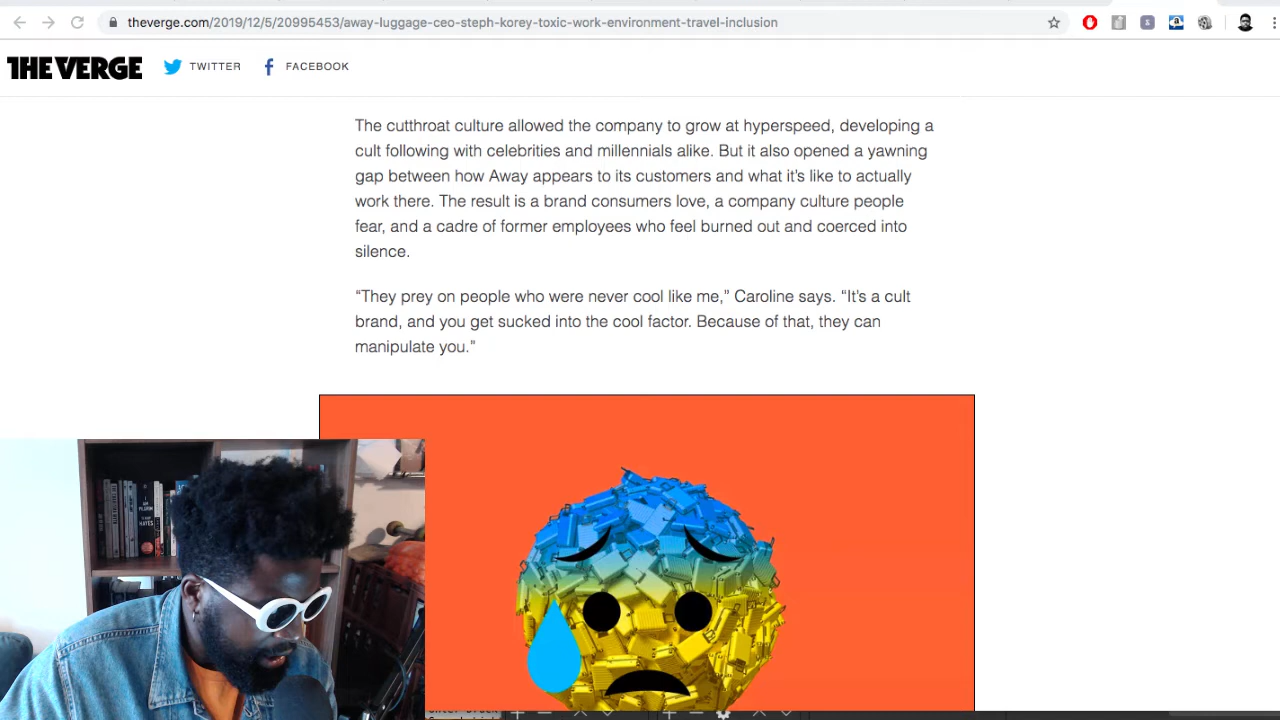 theverge.com/2019/12/5/20995453/away-luggage-ceo-steph-korey-toxic-work-environment-travel-inclusion
THE VERGE TWITTER FACEBOOK
The cutthroat culture allowed the company to grow at hyperspeed, developing a
cult following with celebrities and millennials alike. But it also opened a yawning
gap between how Away appears to its customers and what it’s like to actually
work there. The result is a brand consumers love, a company culture people
fear, and a cadre of former employees who feel burned out and coerced into
silence.
“They prey on people who were never cool like me,” Caroline says. “It’s a cult
brand, and you get sucked into the cool factor. Because of that, they can
manipulate you.”
I AM
PILGRIM
TERRY
HAYES